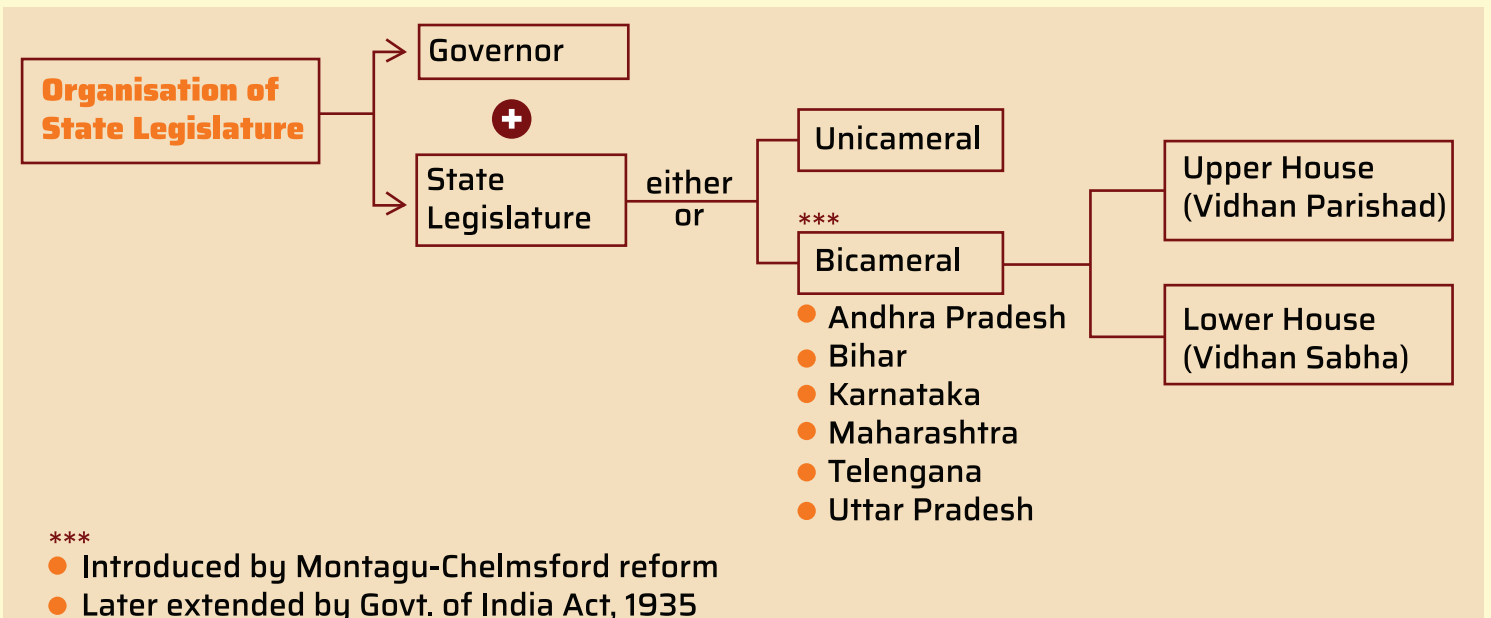 Organisation of
State Legislature
Governor
+
State
Legislature
either
or
Unicameral
***
Bicameral
Andhra Pradesh
Bihar
Karnataka
Maharashtra
Telengana
Uttar Pradesh
Upper House
(Vidhan Parishad)
Lower House
(Vidhan Sabha)
***
Introduced by Montagu-Chelmsford reform
Later extended by Govt. of India Act, 1935